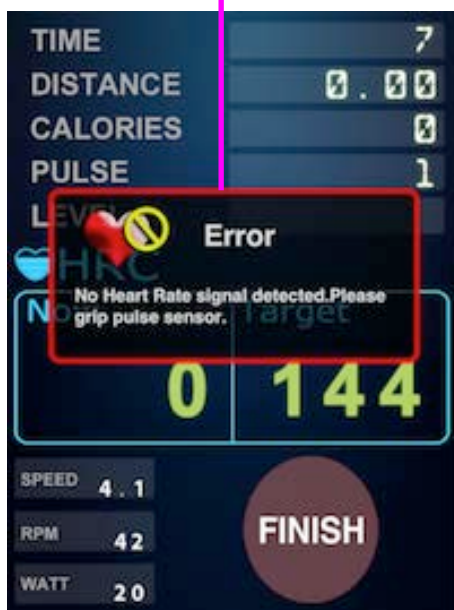 TIME 7
DISTANCE 0.00
CALORIES 0
PULSE 1
LEVEL
Error
HRC
No Heart Rate signal detected.Please
grip pulse sensor.
Target
0 144
SPEED 4.1
RPM 42
WATT 20
FINISH